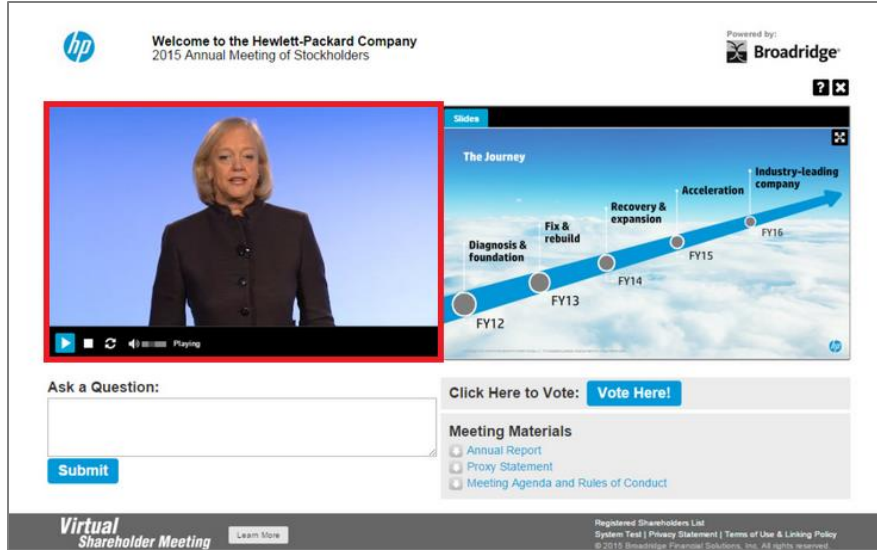 hp
Welcome to the Hewlett-Packard Company
2015 Annual Meeting of Stockholders
Powered by:
Broadridge
Slides
The Journey
Industry-leading
company
Acceleration
Recovery &
expansion
Fix &
rebuild
Diagnosis &
foundation
FY16
FY15
FY14
FY13
FY12
hp
Playing
Ask a Question:
Submit
Click Here to Vote: Vote Here!
Meeting Materials
Annual Report
Proxy Statement
Meeting Agenda and Rules of Conduct
Virtual
Shareholder Meeting
Learn More
Registered Shareholders List
System Test | Privacy Statement | Terms of Use & Linking Policy
© 2015 Broadridge Financial Solutions, Inc. All rights reserved.